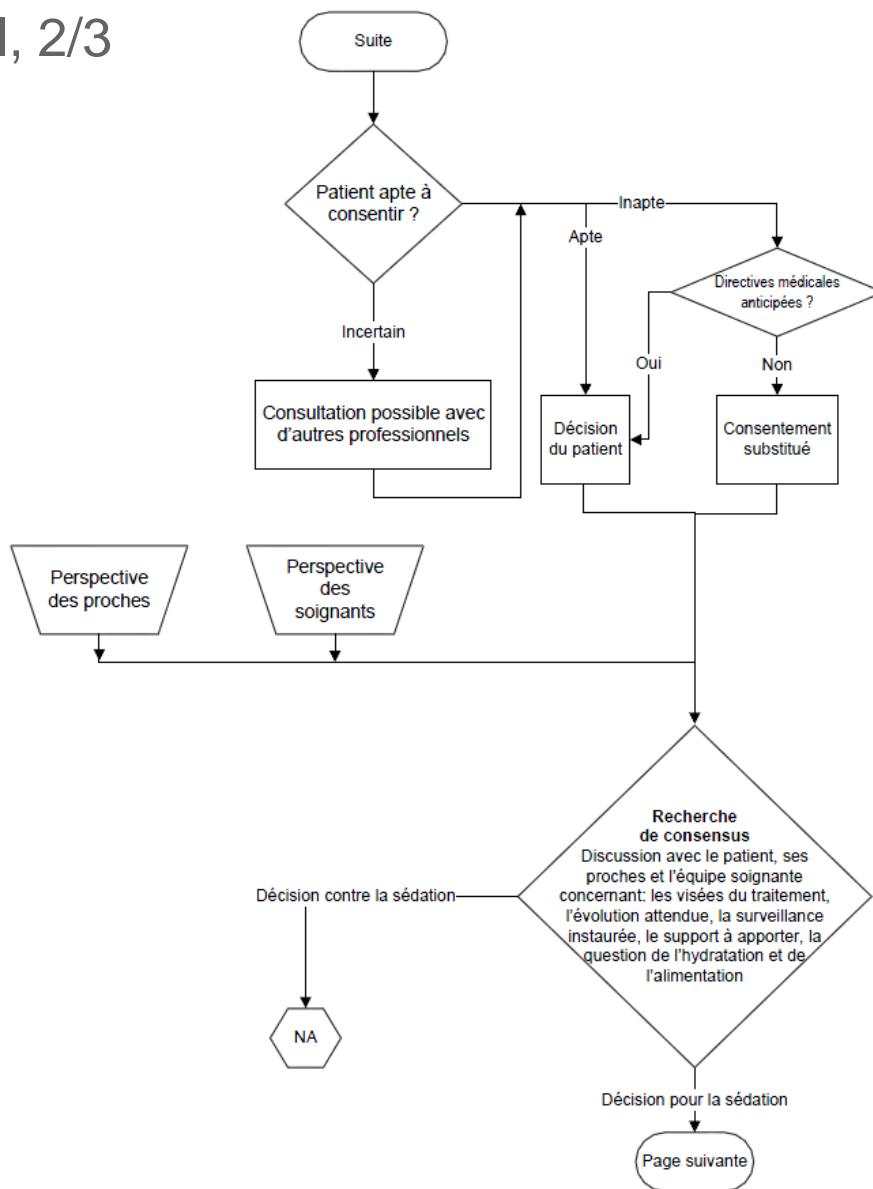 l, 2/3
Suite
Patient apte à
consentir ?
Inapte
Apte
Directives médicales
anticipées ?
Incertain
Oui
Non
Consultation possible avec
d'autres professionnels
Décision
du patient
Consentement
substitué
Perspective
des proches
Perspective
des
soignants
Recherche
de consensus
Discussion avec le patient, ses
proches et l'équipe soignante
concernant: les visées du traitement,
l'évolution attendue, la surveillance
instaurée, le support à apporter, la
question de l'hydratation et de
l'alimentation
Décision contre la sédation
NA
Décision pour la sédation
Page suivante